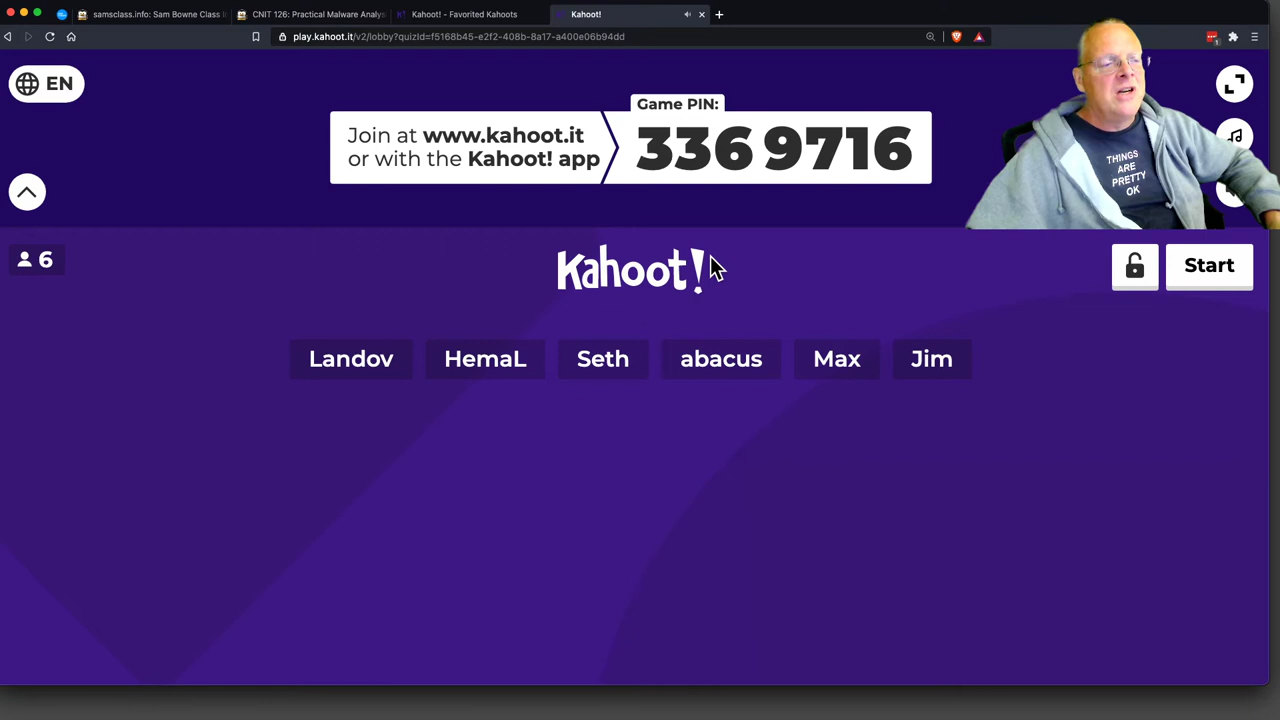 samsclass.info: Sam Bowne Class I
CNIT 126: Practical Malware Analys
Kahoot! - Favorited Kahoots
Kahoot!
play.kahoot.it/v2/lobby?quizId=f5168b45-e2f2-408b-8a17-a400e06b94dd
EN
Game PIN:
Join at www.kahoot.it
or with the Kahoot! app
336 9716
THINGS
ARE
PRETTY
OK
6
Kahoot!
Start
Landov
HemaL
Seth
abacus
Max
Jim